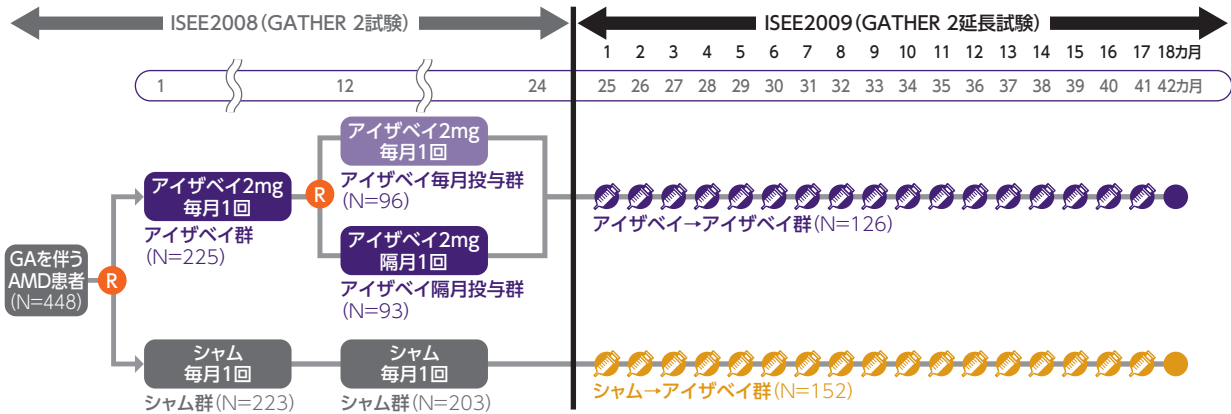 ISEE2008（GATHER 2試験）
ISEE2009（GATHER 2延長試験）
1 2 3 4 5 6 7 8 9 10 11 12 13 14 15 16 17 18カ月
1 12 24 25 26 27 28 29 30 31 32 33 34 35 36 37 38 39 40 41 42カ月
GAを伴う
AMD患者
(N=448)
R
アイザベイ2mg
毎月1回
アイザベイ群
(N=225)
R
アイザベイ2mg
毎月1回
アイザベイ毎月投与群
(N=96)
アイザベイ2mg
隔月1回
アイザベイ隔月投与群
(N=93)
アイザベイ→アイザベイ群(N=126)
シャム
毎月1回
シャム群(N=223)
シャム
毎月1回
シャム群(N=203)
シャム→アイザベイ群(N=152)